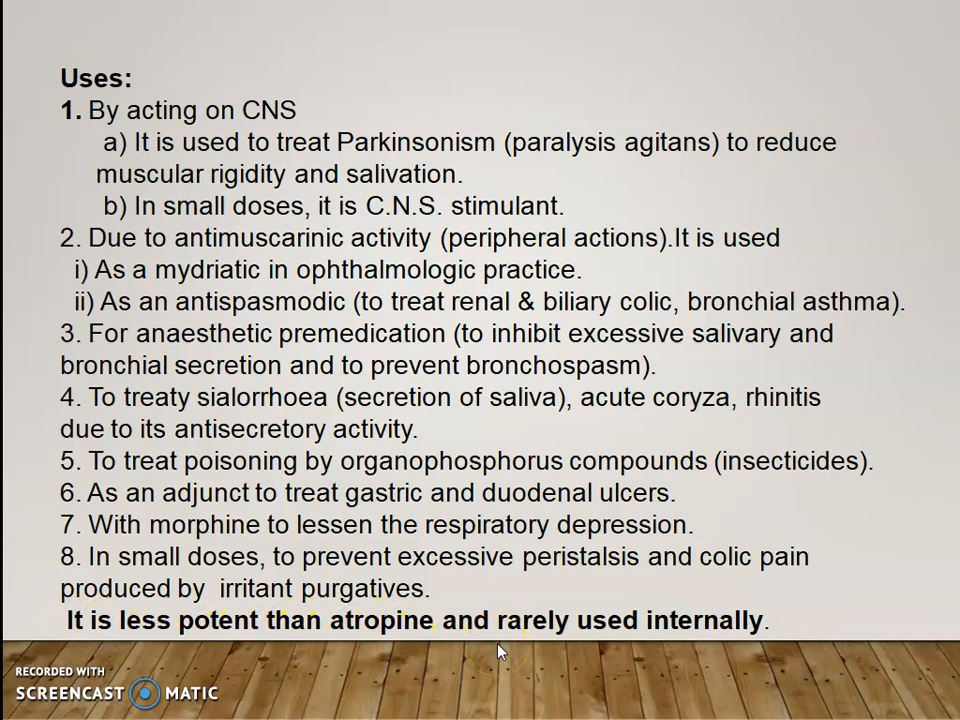 Uses:
1. By acting on CNS
a) It is used to treat Parkinsonism (paralysis agitans) to reduce
muscular rigidity and salivation.
b) In small doses, it is C.N.S. stimulant.
2. Due to antimuscarinic activity (peripheral actions).It is used
i) As a mydriatic in ophthalmologic practice.
ii) As an antispasmodic (to treat renal & biliary colic, bronchial asthma).
3. For anaesthetic premedication (to inhibit excessive salivary and
bronchial secretion and to prevent bronchospasm).
4. To treaty sialorrhoea (secretion of saliva), acute coryza, rhinitis
due to its antisecretory activity.
5. To treat poisoning by organophosphorus compounds (insecticides).
6. As an adjunct to treat gastric and duodenal ulcers.
7. With morphine to lessen the respiratory depression.
8. In small doses, to prevent excessive peristalsis and colic pain
produced by irritant purgatives.
It is less potent than atropine and rarely used internally.
RECORDED WITH
SCREENCAST MATIC